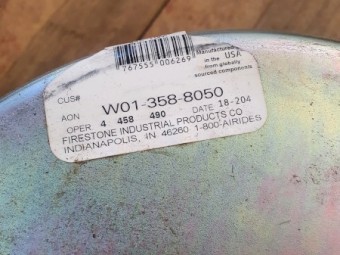 767555 006269
Manufactured
in the
USA
from globally
sourced components
CUS#
AON W01-358-8050
OPER 4 458 490 DATE 18-204
FIRESTONE INDUSTRIAL PRODUCTS CO
INDIANAPOLIS, IN 46260 1-800-AIRIDES